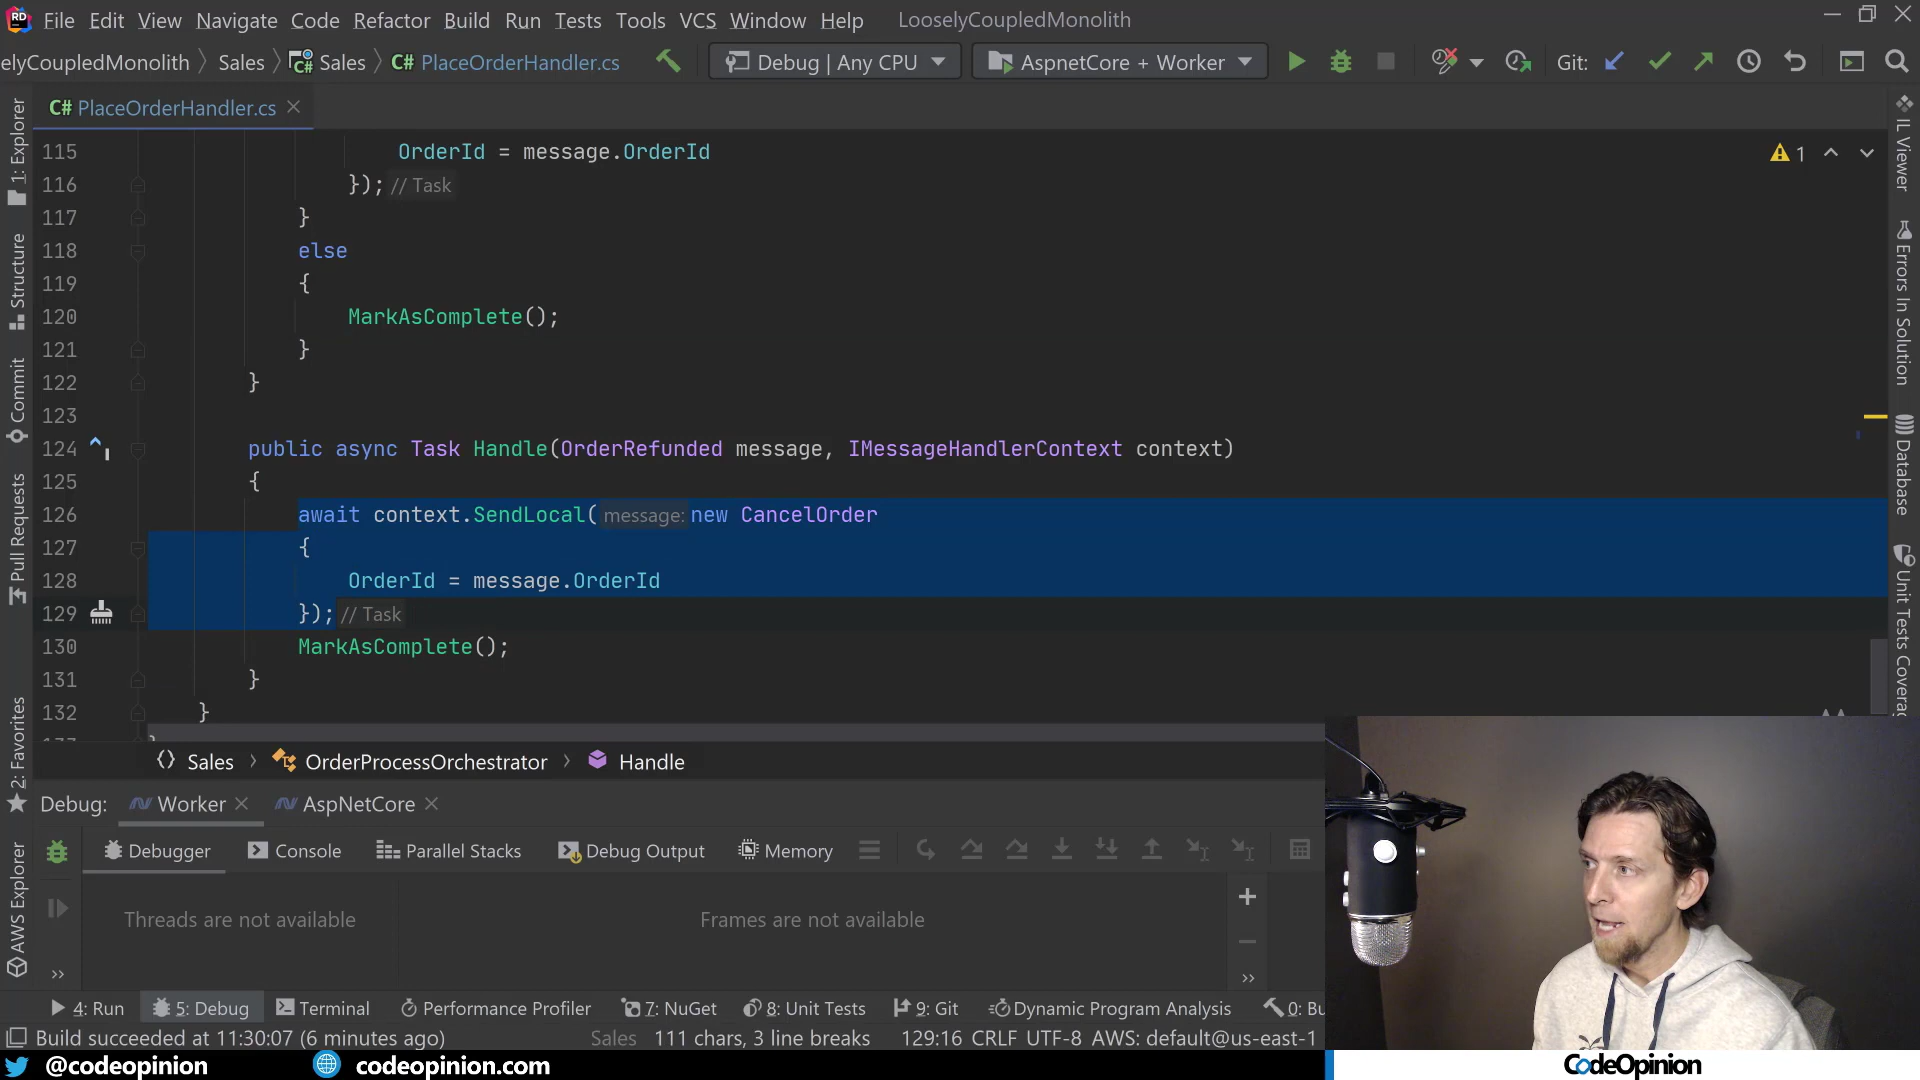 RD File Edit View Navigate Code Refactor Build Run Tests Tools VCS Window Help LooselyCoupledMonolith
elyCoupledMonolith Sales C# Sales C# PlaceOrderHandler.cs Debug | Any CPU AspnetCore + Worker Git:
C# PlaceOrderHandler.cs
1: Explorer
Structure
Commit
Pull Requests
2: Favorites
AWS Explorer
115 OrderId = message.OrderId
116 }); // Task
117 }
118 else
119 {
120 MarkAsComplete();
121 }
122 }
123
124 public async Task Handle(OrderRefunded message, IMessageHandlerContext context)
125 {
126 await context.SendLocal( message: new CancelOrder
127 {
128 OrderId = message.OrderId
129 }); // Task
130 MarkAsComplete();
131 }
132 }
1
IL Viewer
Errors In Solution
Database
Unit Tests Coverag
Sales > OrderProcessOrchestrator > Handle
Debug: Worker AspNetCore
Debugger Console Parallel Stacks Debug Output Memory
Threads are not available Frames are not available
4: Run 5: Debug Terminal Performance Profiler 7: NuGet 8: Unit Tests 9: Git Dynamic Program Analysis 0: Bu
Build succeeded at 11:30:07 (6 minutes ago) Sales 111 chars, 3 line breaks 129:16 CRLF UTF-8 AWS: default@us-east-1
@codeopinion codeopinion.com CodeOpinion